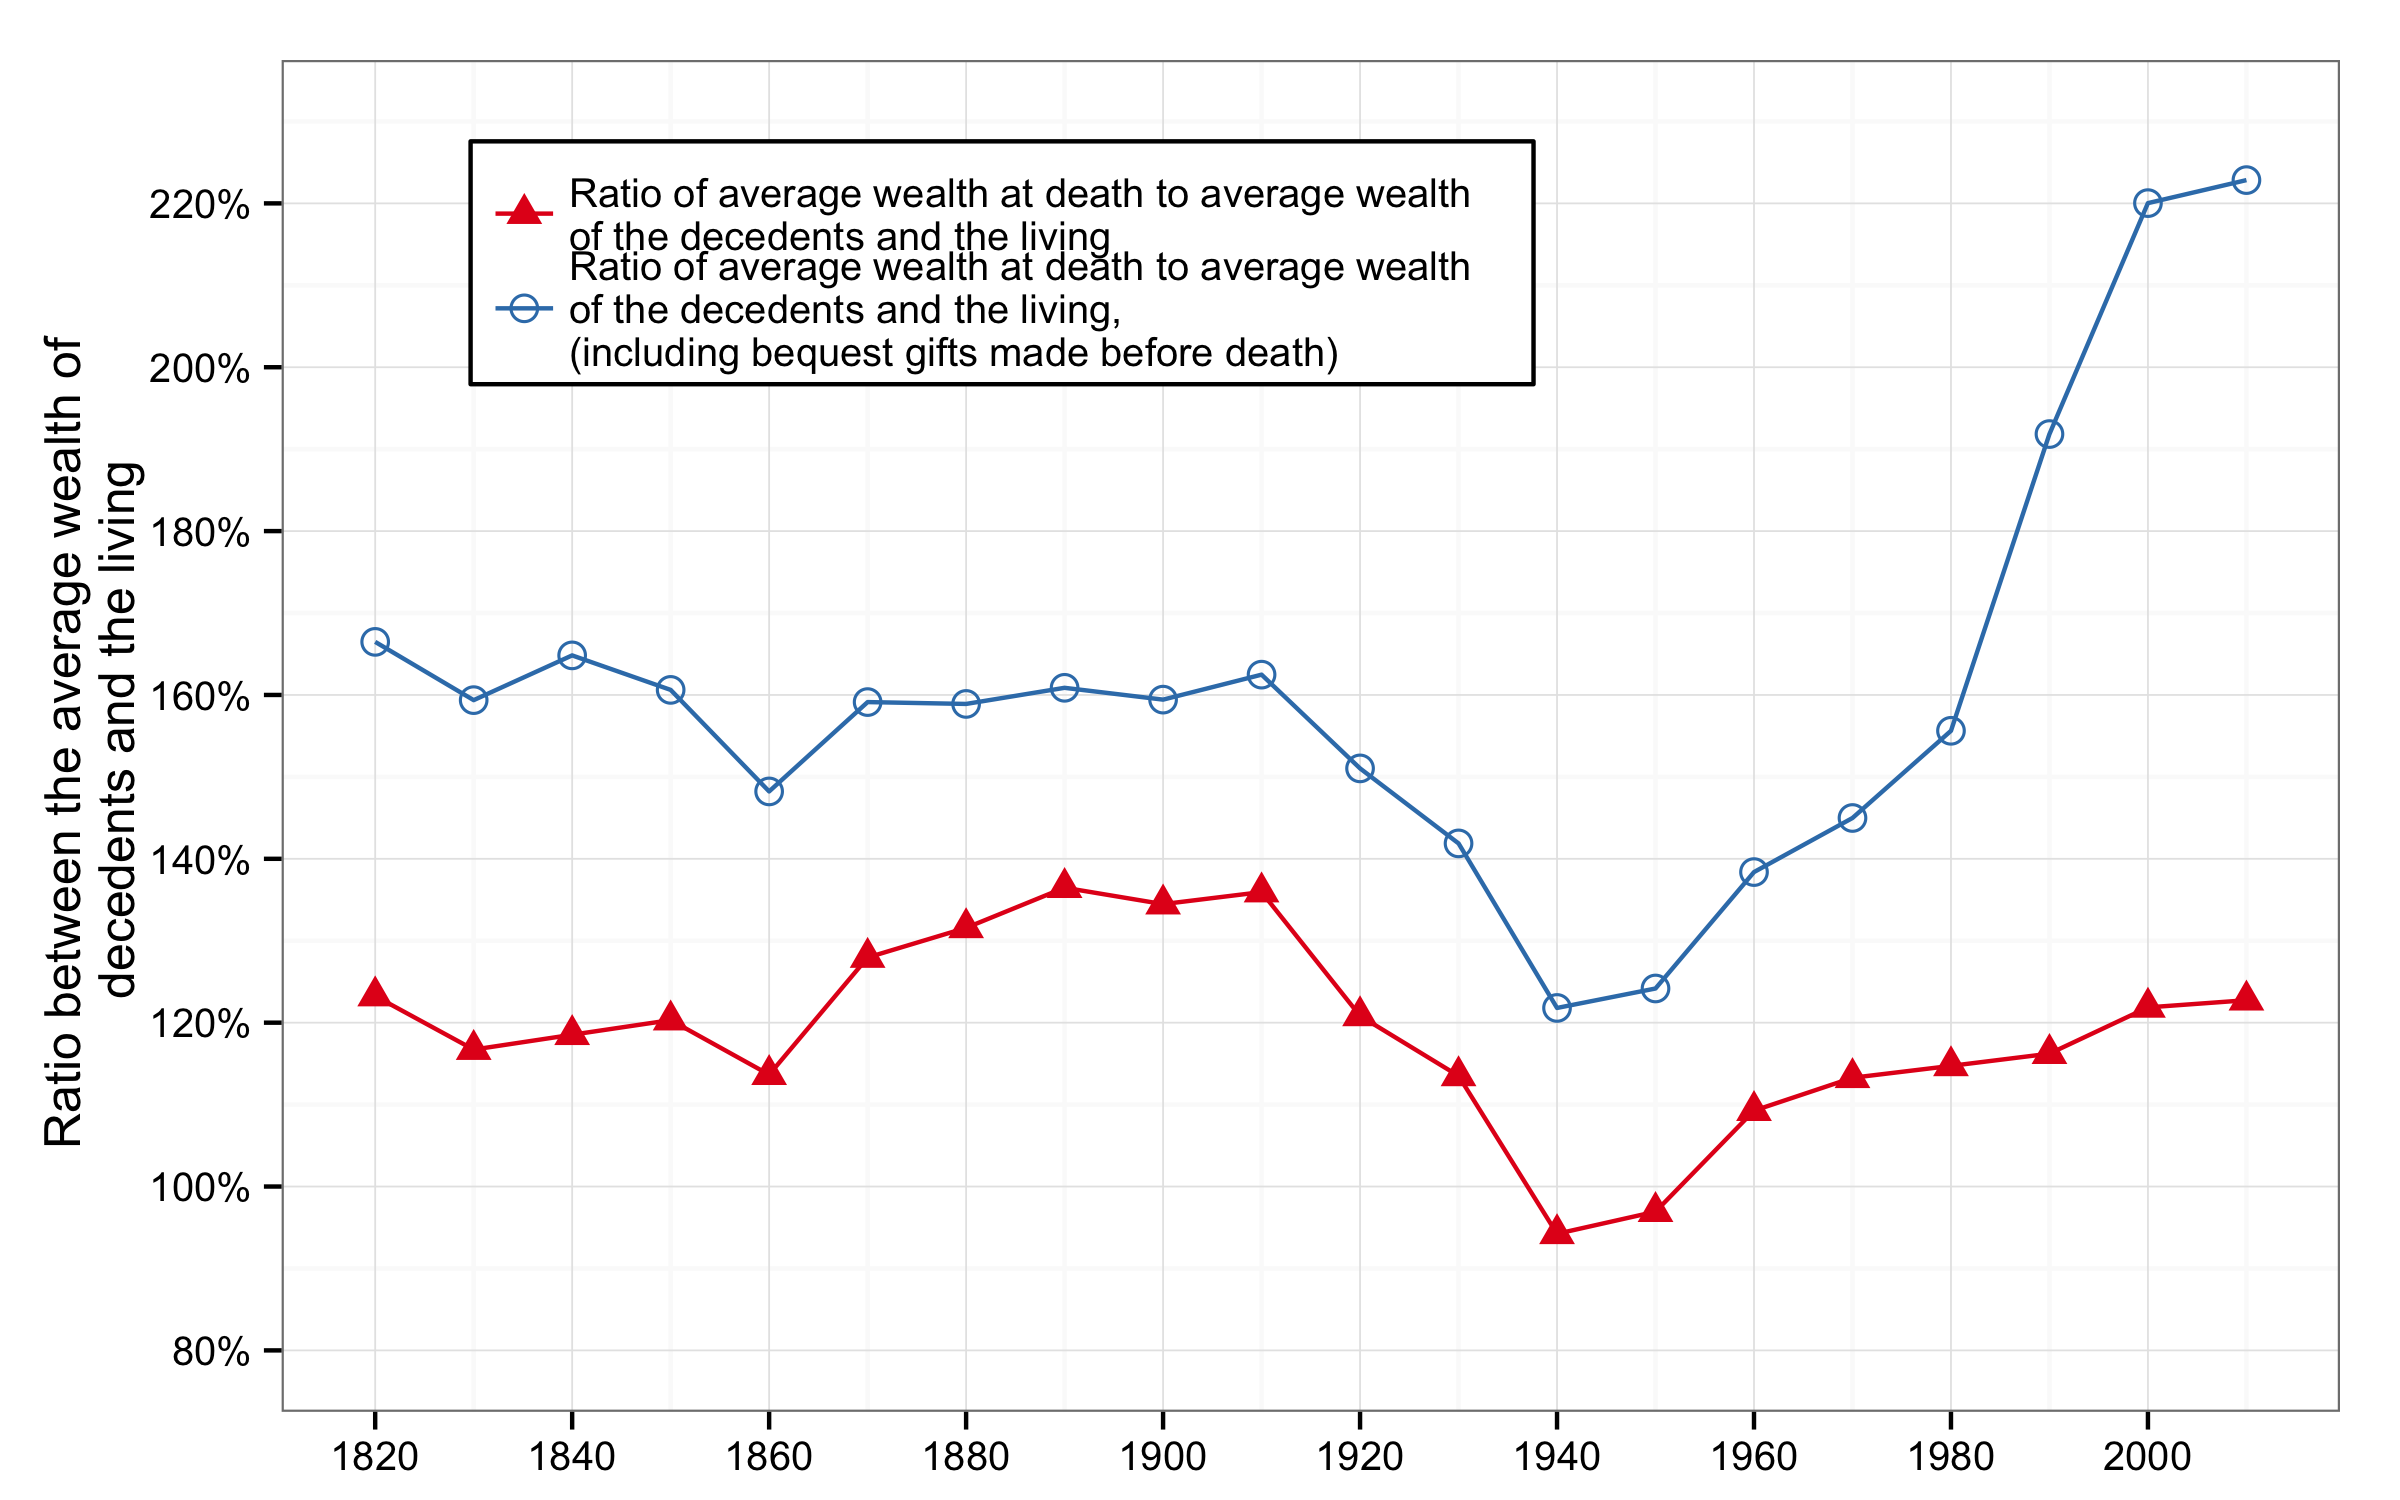 Ratio between the average wealth of
decedents and the living
220%
200%
180%
160%
140%
120%
100%
80%
Ratio of average wealth at death to average wealth
of the decedents and the living
Ratio of average wealth at death to average wealth
of the decedents and the living,
(including bequest gifts made before death)
1820 1840 1860 1880 1900 1920 1940 1960 1980 2000